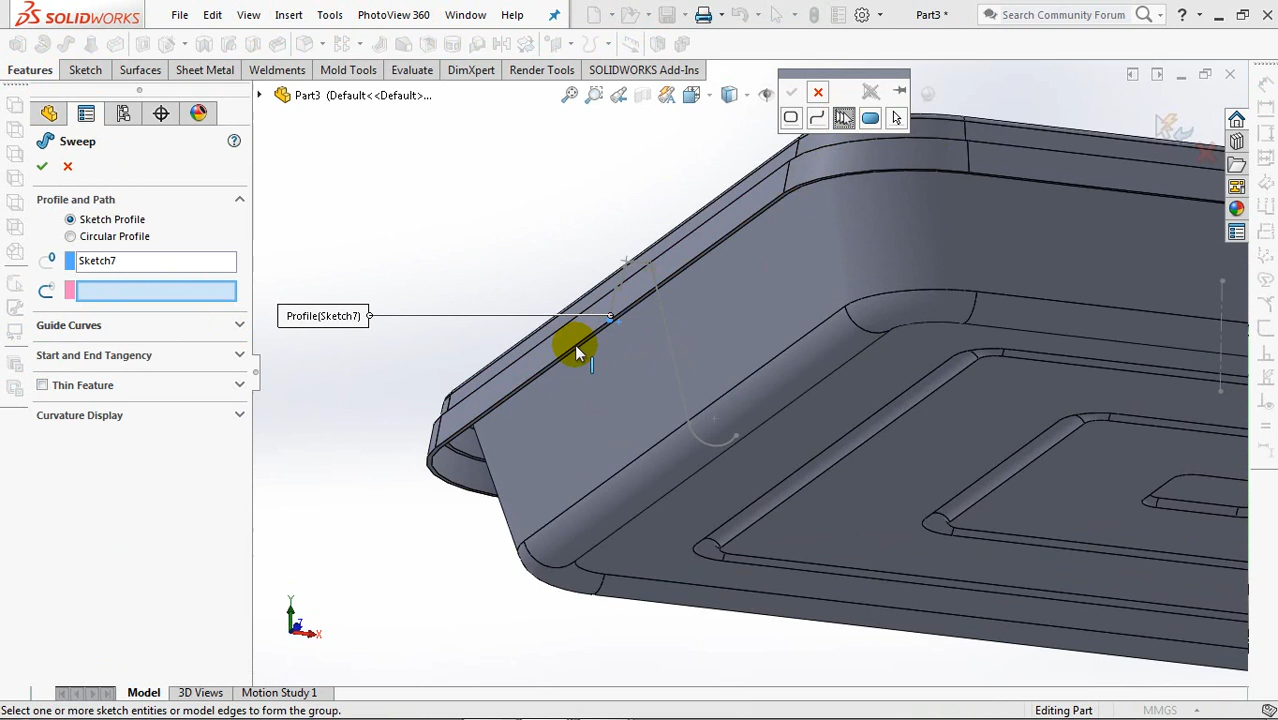 SOLIDWORKS File Edit View Insert Tools PhotoView 360 Window Help Part3 * Search Community Forum ?
Features Sketch Surfaces Sheet Metal Weldments Mold Tools Evaluate DimXpert Render Tools SOLIDWORKS Add-Ins
Part3 (Default<<Default>...
Sweep
Profile and Path
Sketch Profile
Circular Profile
Sketch7
Guide Curves
Start and End Tangency
Thin Feature
Curvature Display
Profile(Sketch7)
Y
Z
X
Model 3D Views Motion Study 1
Select one or more sketch entities or model edges to form the group. Editing Part MMGS